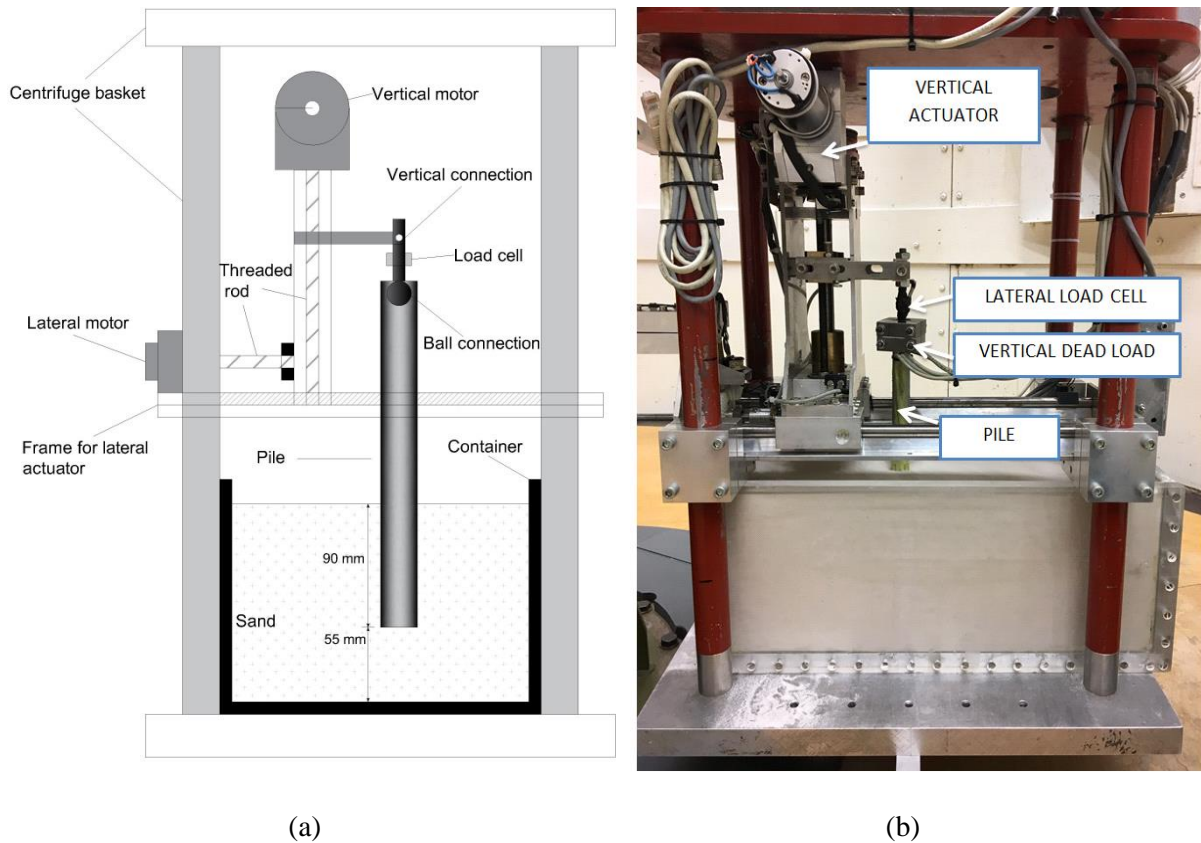 Centrifuge basket
Vertical motor
Vertical connection
Load cell
Threaded
rod
Lateral motor
Ball connection
Frame for lateral
actuator
Pile
Container
90 mm
Sand
55 mm
(a)
VERTICAL
ACTUATOR
LATERAL LOAD CELL
VERTICAL DEAD LOAD
PILE
(b)